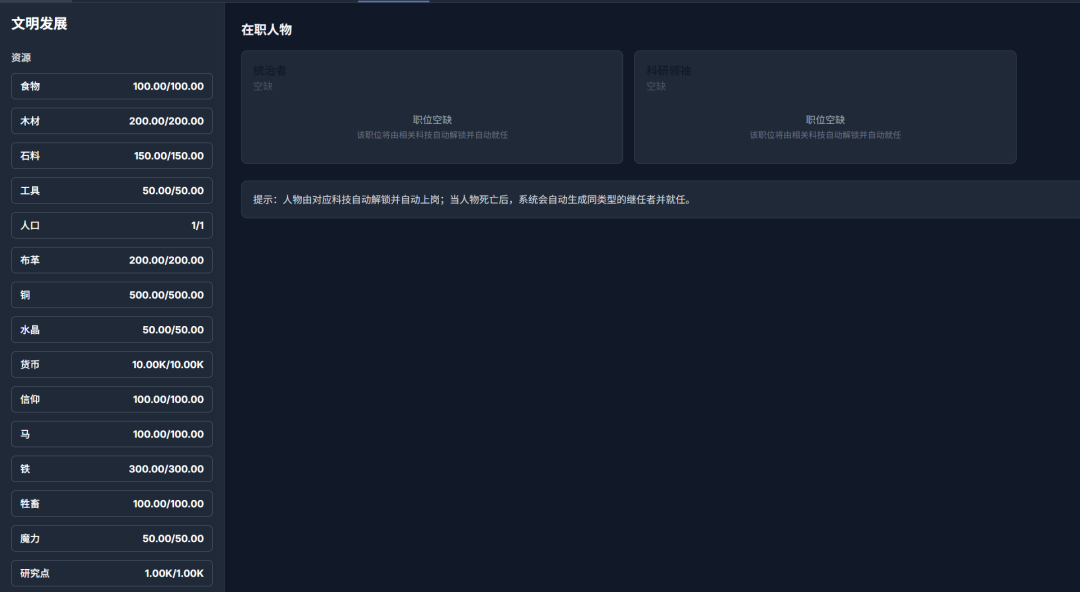 文明发展
资源
食物 100.00/100.00
木材 200.00/200.00
石料 150.00/150.00
工具 50.00/50.00
人口 1/1
布革 200.00/200.00
铜 500.00/500.00
水晶 50.00/50.00
货币 10.00K/10.00K
信仰 100.00/100.00
马 100.00/100.00
铁 300.00/300.00
牲畜 100.00/100.00
魔力 50.00/50.00
研究点 1.00K/1.00K
在职人物
统治者
空缺
职位空缺
该职位将由相关科技自动解锁并自动就任
科研领袖
空缺
职位空缺
该职位将由相关科技自动解锁并自动就任
提示：人物由对应科技自动解锁并自动上岗；当人物死亡后，系统会自动生成同类型的继任者并就任。